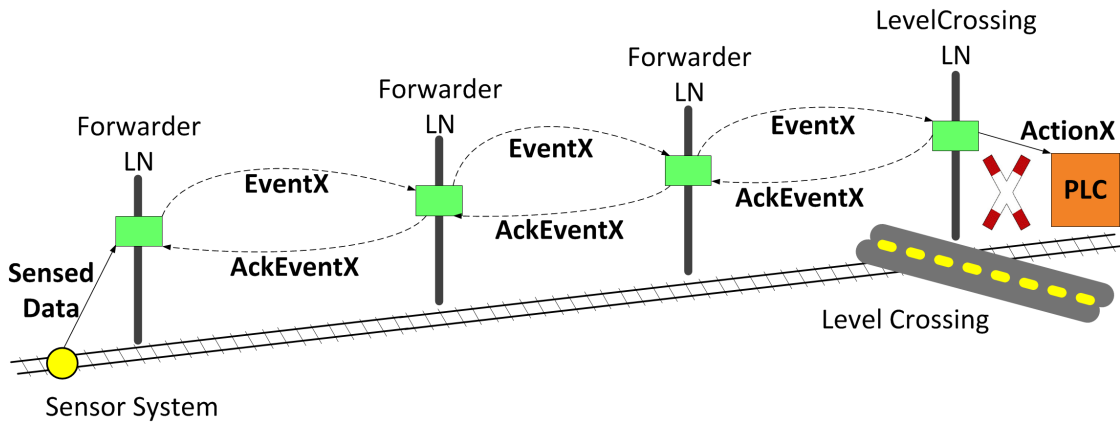 LevelCrossing
LN
Forwarder
LN
Forwarder
LN
Forwarder
LN
EventX
AckEventX
EventX
AckEventX
EventX
AckEventX
ActionX
PLC
Sensed
Data
Level Crossing
Sensor System